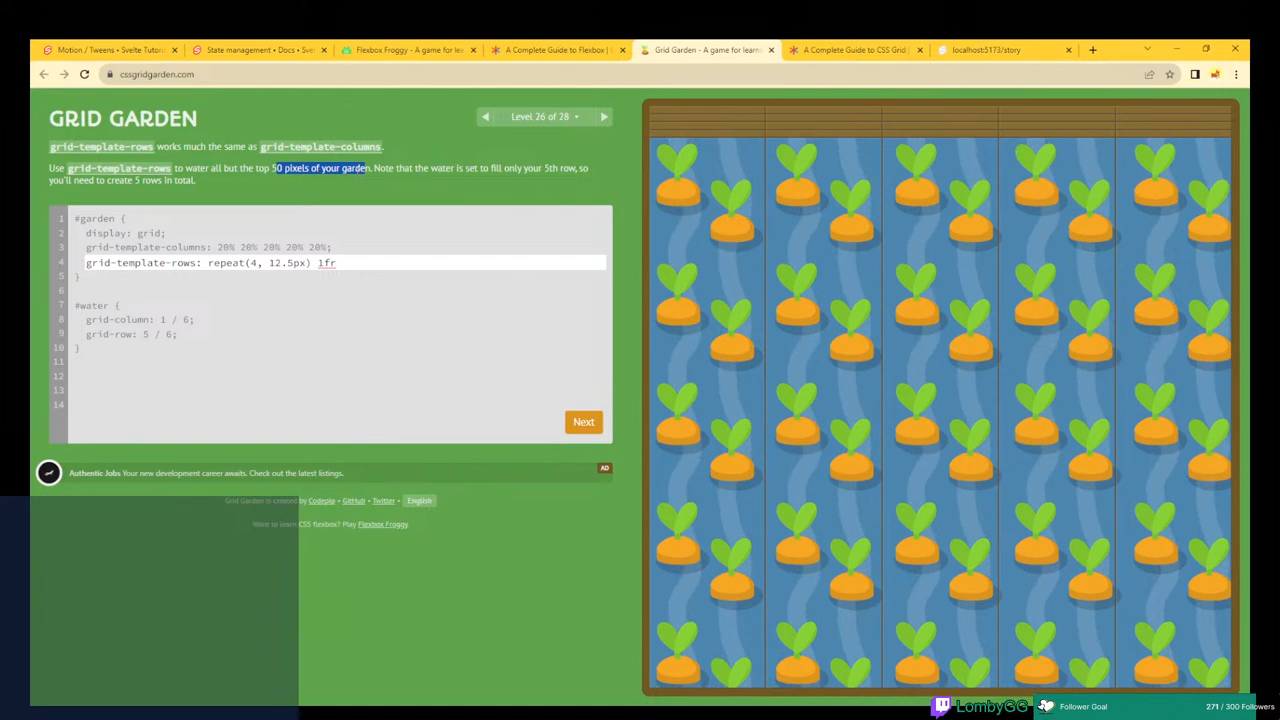 Motion / Tweens • Svelte Tutori
State management • Docs • Sve
Flexbox Froggy - A game for lea
A Complete Guide to Flexbox |
Grid Garden - A game for learn
A Complete Guide to CSS Grid |
localhost:5173/story
cssgridgarden.com
GRID GARDEN
Level 26 of 28
grid-template-rows works much the same as grid-template-columns.
Use grid-template-rows to water all but the top 50 pixels of your garden. Note that the water is set to fill only your 5th row, so
you'll need to create 5 rows in total.
1 #garden {
2 display: grid;
3 grid-template-columns: 20% 20% 20% 20% 20%;
4 grid-template-rows: repeat(4, 12.5px) 1fr
5 }
6
7 #water {
8 grid-column: 1 / 6;
9 grid-row: 5 / 6;
10 }
11
12
13
14
Next
Authentic Jobs Your new development career awaits. Check out the latest listings.
AD
Grid Garden is created by Codepip • GitHub • Twitter • English
Want to learn CSS flexbox? Play Flexbox Froggy.
LombyGG
Follower Goal
271 / 300 Followers